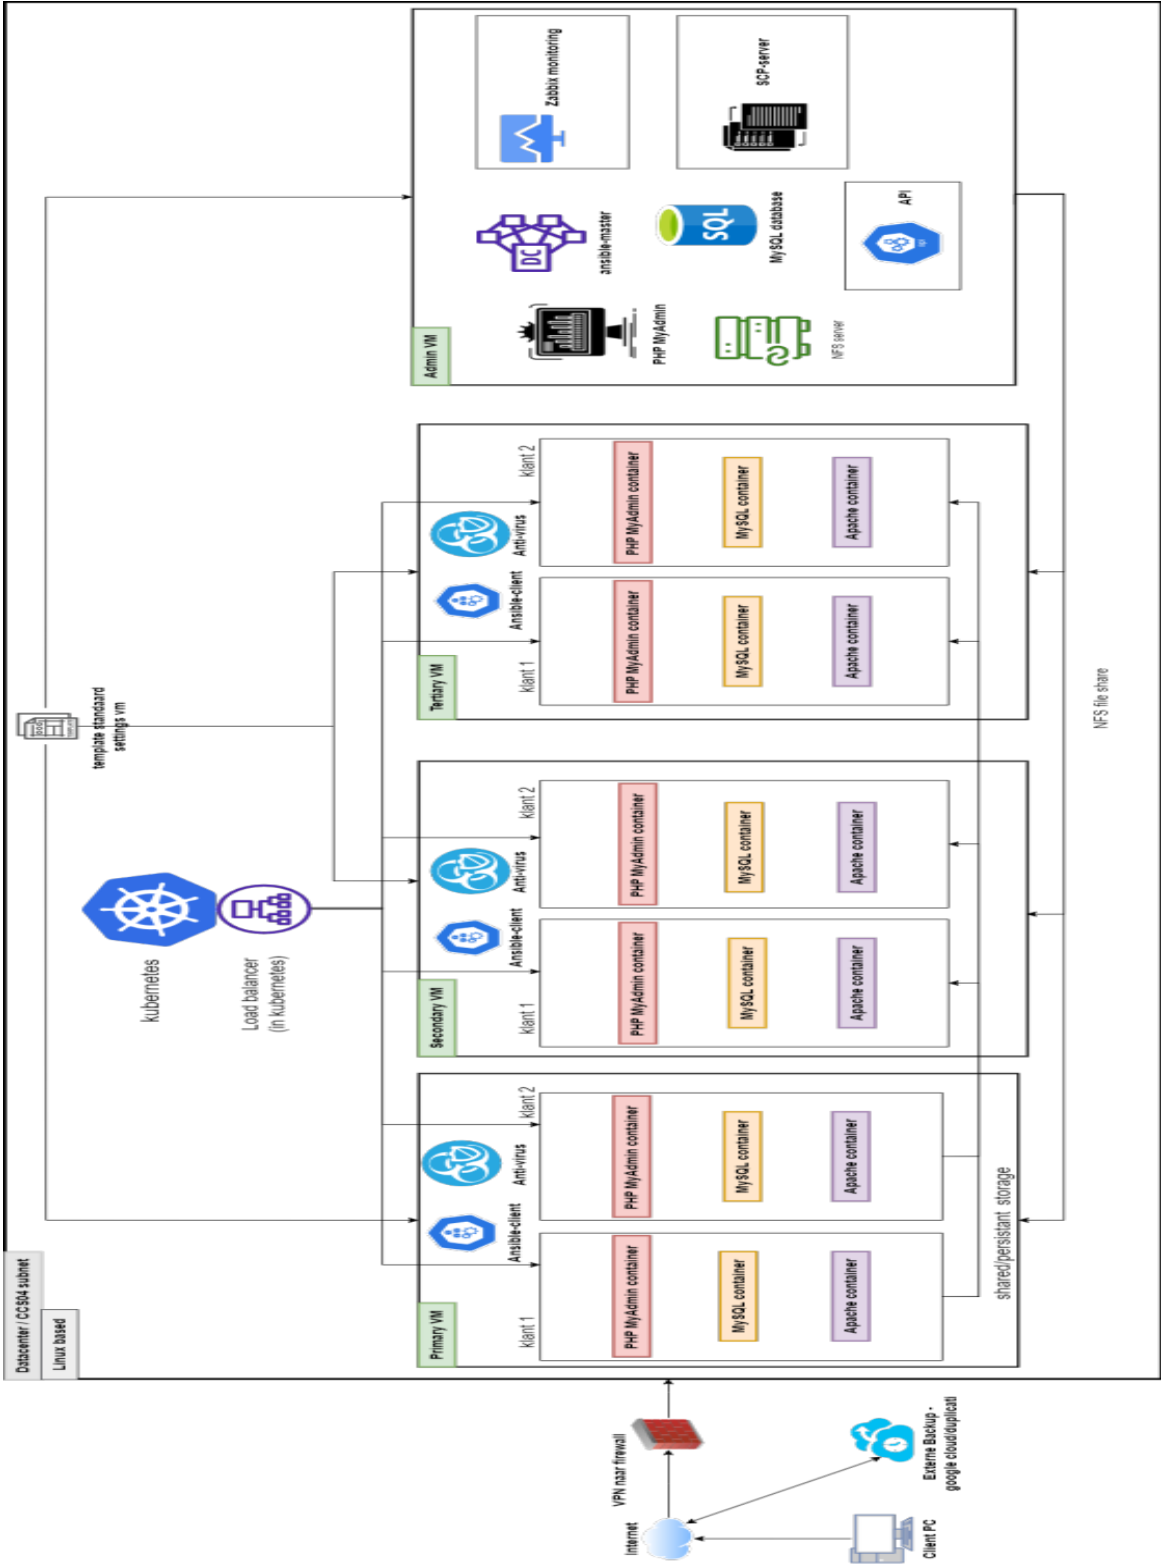 Datacenter / CCS04 subnet
Linux based
template standaard
settings vm
kubernetes
Load balancer
(in kubernetes)
Primary VM
Ansible-client
Anti-virus
klant 1
PHP MyAdmin container
MySQL container
Apache container
klant 2
PHP MyAdmin container
MySQL container
Apache container
shared/persistant storage
Secondary VM
Ansible-client
Anti-virus
klant 1
PHP MyAdmin container
MySQL container
Apache container
klant 2
PHP MyAdmin container
MySQL container
Apache container
Tertiary VM
Ansible-client
Anti-virus
klant 1
PHP MyAdmin container
MySQL container
Apache container
klant 2
PHP MyAdmin container
MySQL container
Apache container
Admin VM
PHP MyAdmin
ansible-master
Zabbix monitoring
NFS server
MySQL database
SQL
DC
SCP-server
API
NFS file share
Internet
VPN naar firewall
Client PC
Externe Backup -
google cloud/duplicati